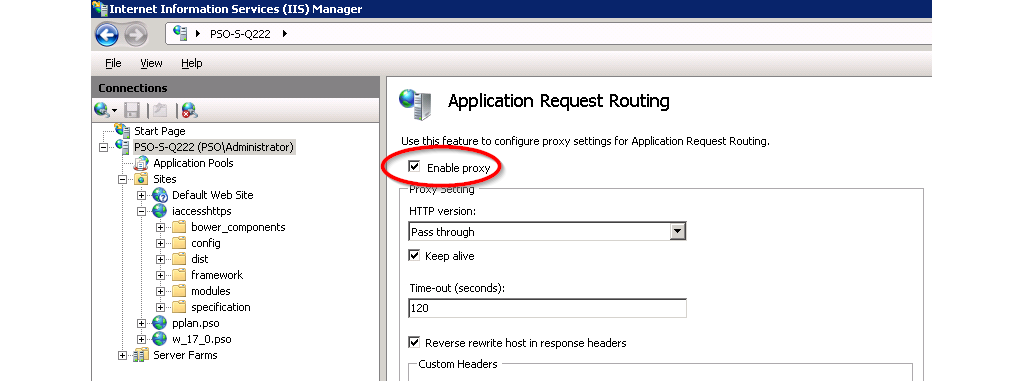 Internet Information Services (IIS) Manager
PSO-S-Q222
File View Help
Connections
Start Page
PSO-S-Q222 (PSO\Administrator)
Application Pools
Sites
Default Web Site
iaccesshttps
bower_components
config
dist
framework
modules
specification
pplan.pso
w_17_0.pso
Server Farms
Application Request Routing
Use this feature to configure proxy settings for Application Request Routing.
Enable proxy
Proxy Setting
HTTP version:
Pass through
Keep alive
Time-out (seconds):
120
Reverse rewrite host in response headers
Custom Headers